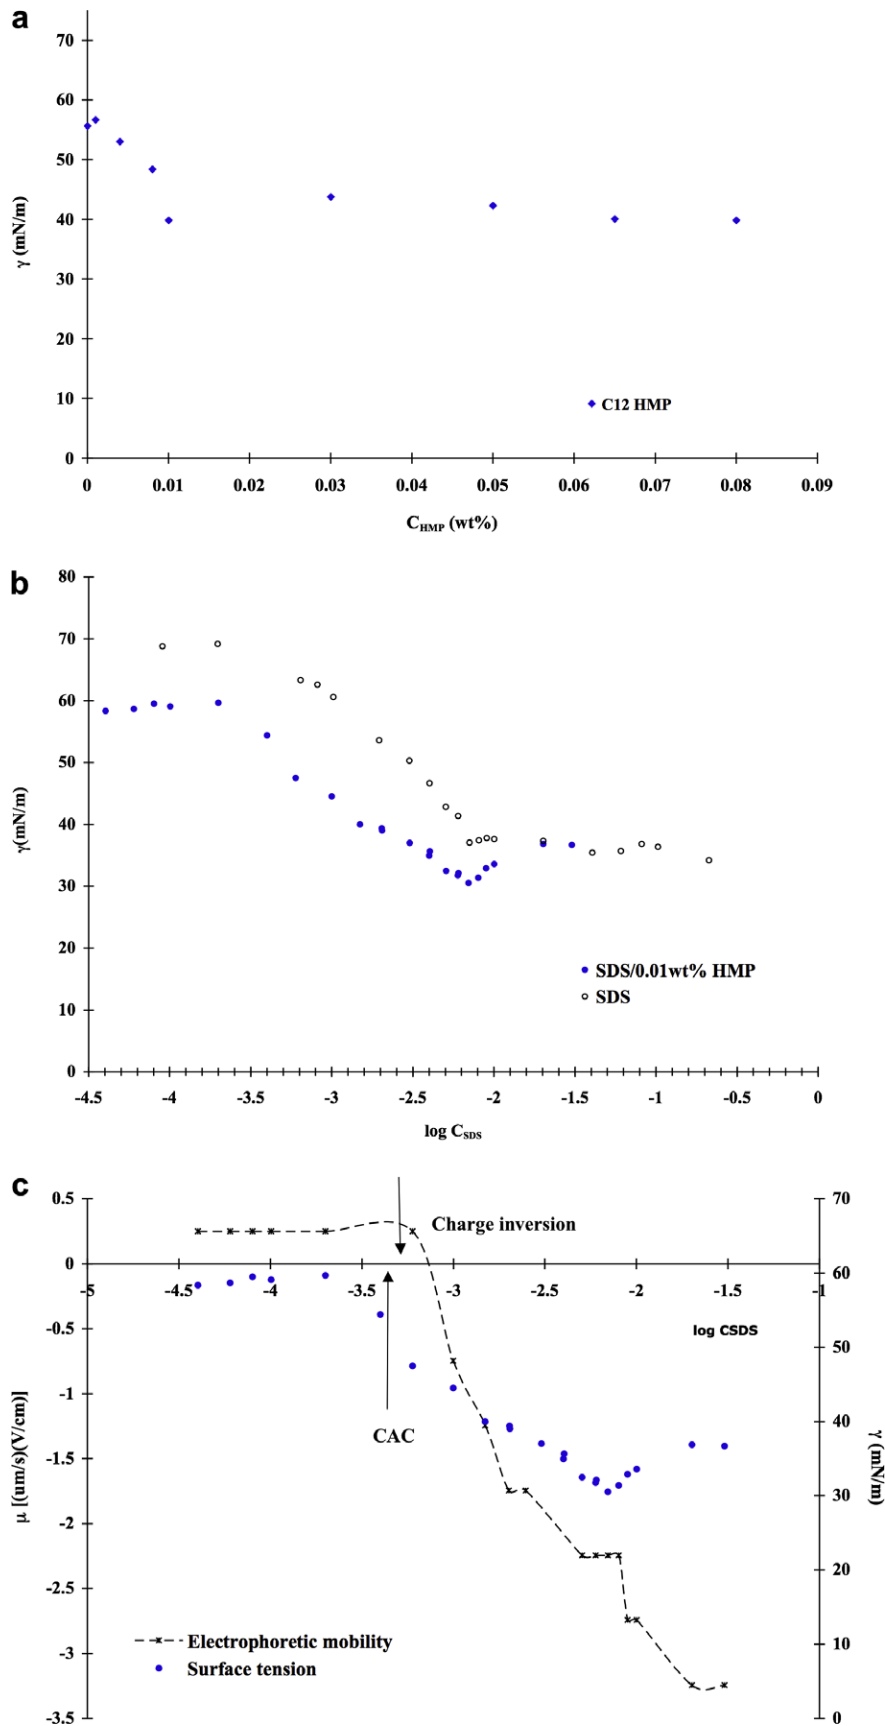 a
70
60
50
40
30
20
10
0
γ (mN/m)
0 0.01 0.02 0.03 0.04 0.05 0.06 0.07 0.08 0.09
C12 HMP
C_HMP (wt%)
b
80
70
60
50
40
30
20
10
0
γ(mN/m)
SDS/0.01wt% HMP
SDS
-4.5 -4 -3.5 -3 -2.5 -2 -1.5 -1 -0.5 0
log C_SDS
c
0.5
0
-0.5
-1
-1.5
-2
-2.5
-3
-3.5
μ [(um/s)(V/cm)]
Charge inversion
-5 -4.5 -4 -3.5 -3 -2.5 -2 -1.5 -1
log CSDS
CAC
Electrophoretic mobility
Surface tension
70
60
50
40
30
20
10
0
γ (mN/m)